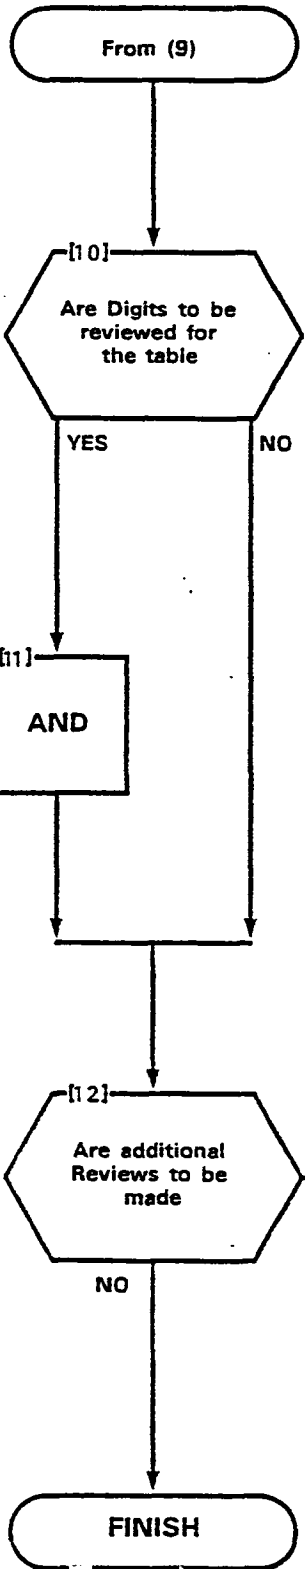 From (9)
[10]
Are Digits to be
reviewed for
the table
YES
NO
[11]
AND
[12]
Are additional
Reviews to be
made
NO
FINISH